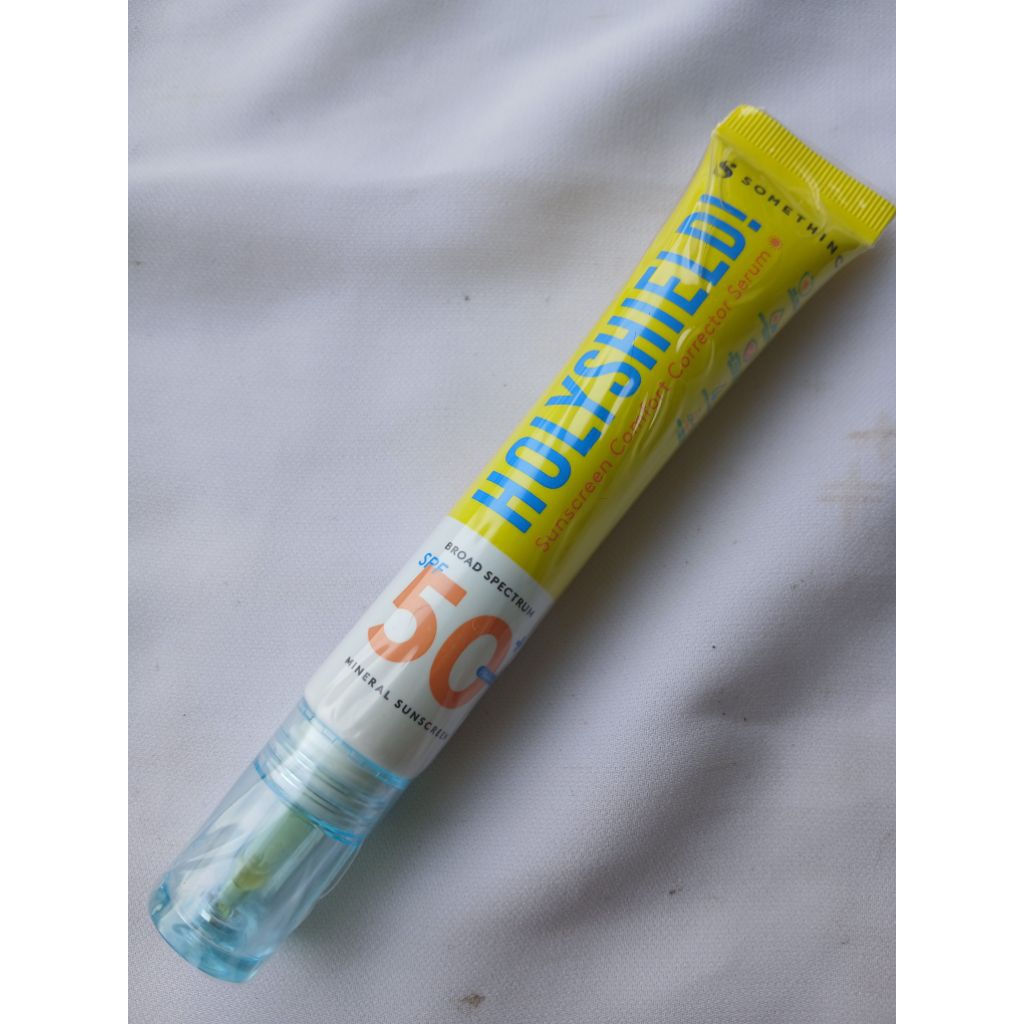 SOMETHINC
HOLYSHIELD!
Sunscreen Comfort Corrector Serum
BROAD SPECTRUM
SPF
50+
MINERAL SUNSCREEN